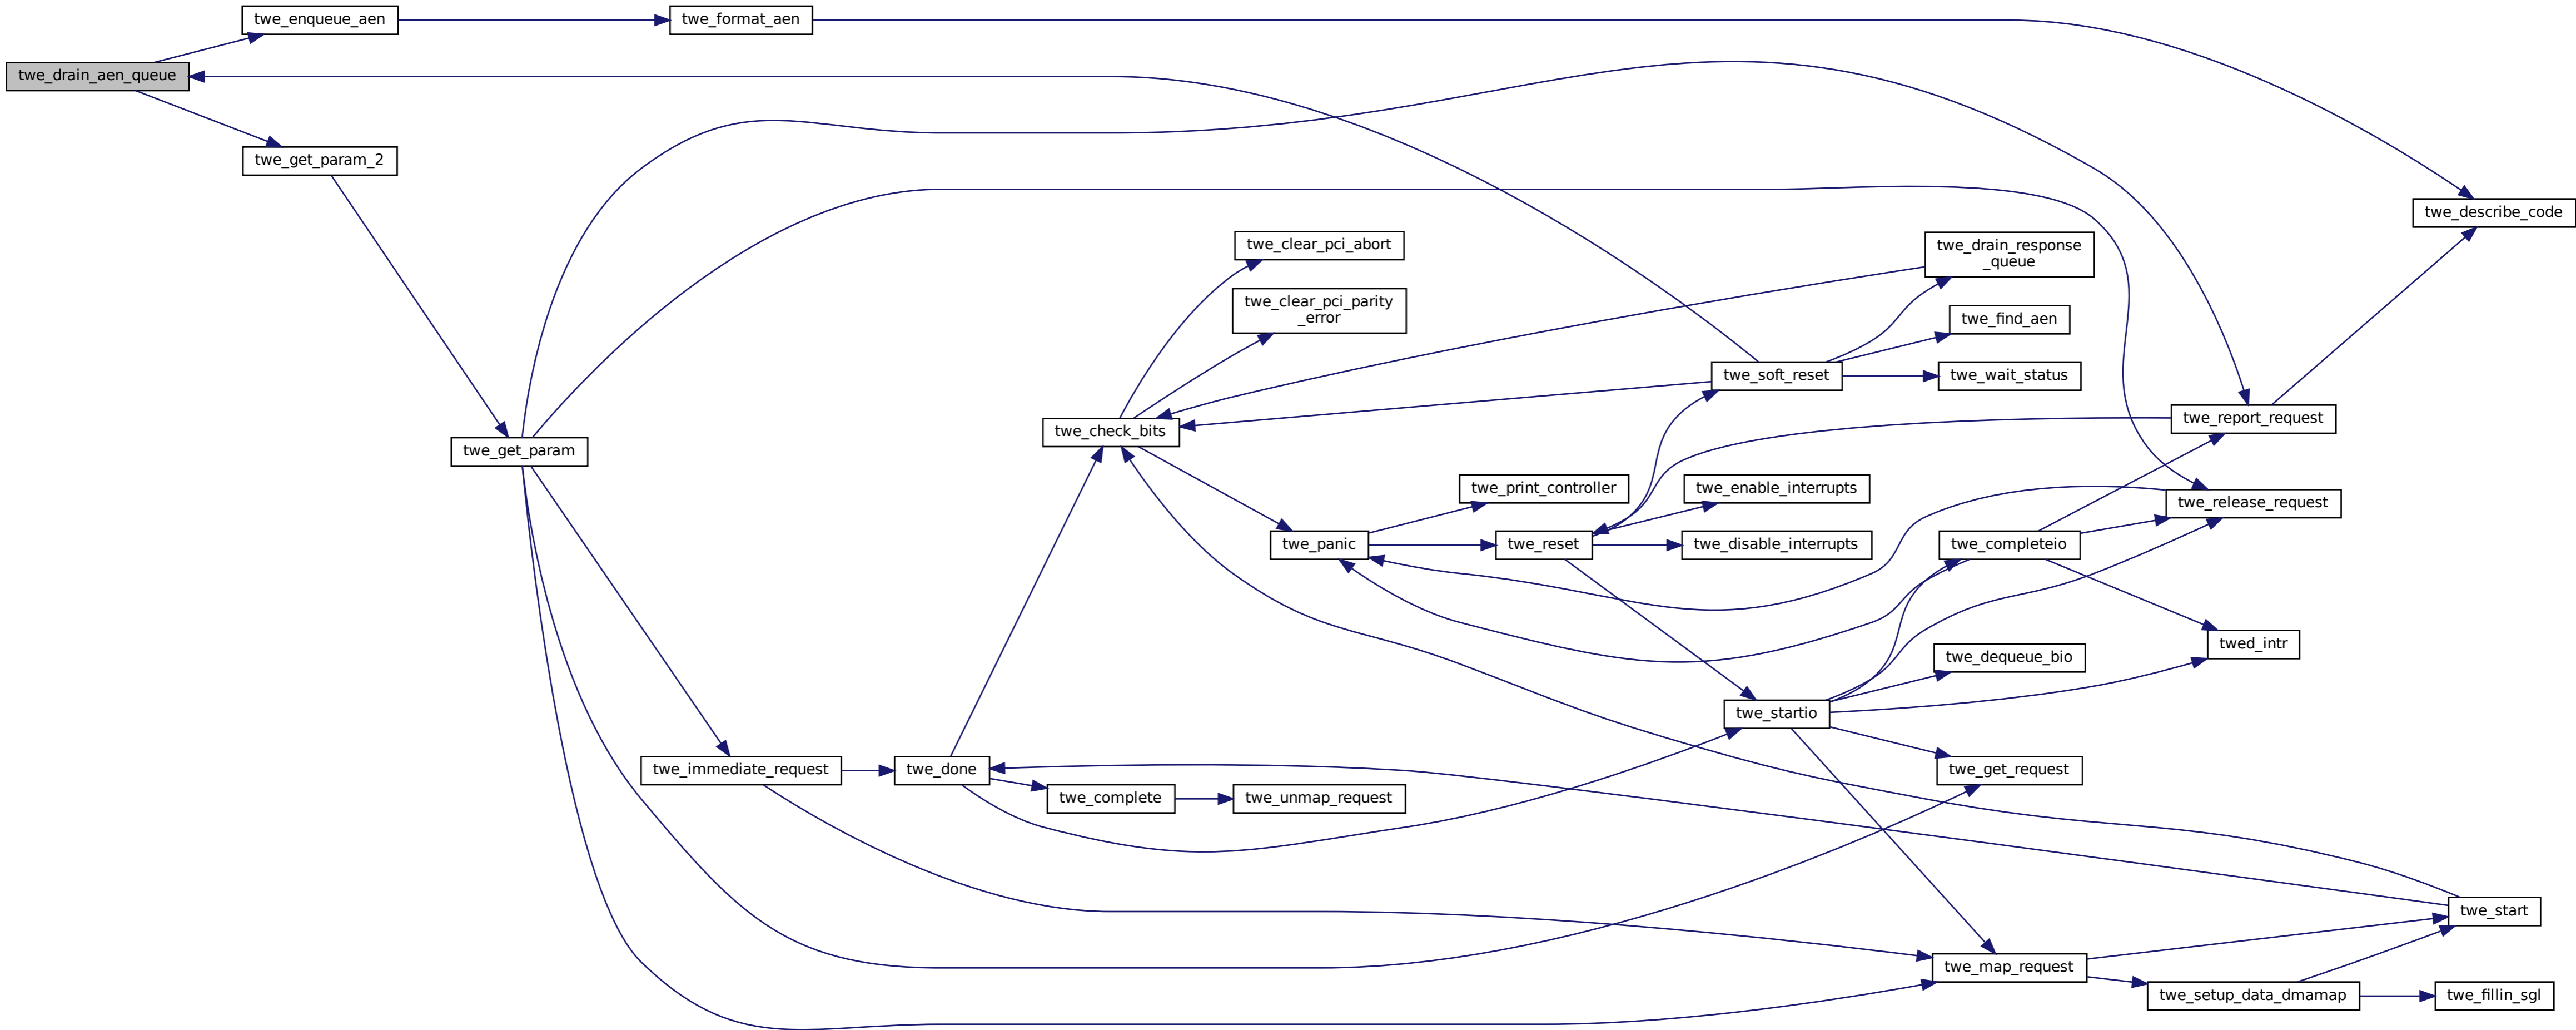 twe_enqueue_aen
twe_format_aen
twe_drain_aen_queue
twe_get_param_2
twe_describe_code
twe_clear_pci_abort
twe_drain_response
_queue
twe_clear_pci_parity
_error
twe_find_aen
twe_soft_reset
twe_wait_status
twe_report_request
twe_check_bits
twe_get_param
twe_print_controller
twe_enable_interrupts
twe_release_request
twe_panic
twe_reset
twe_disable_interrupts
twe_completeio
twed_intr
twe_dequeue_bio
twe_startio
twe_immediate_request
twe_done
twe_get_request
twe_complete
twe_unmap_request
twe_start
twe_map_request
twe_setup_data_dmamap
twe_fillin_sgl